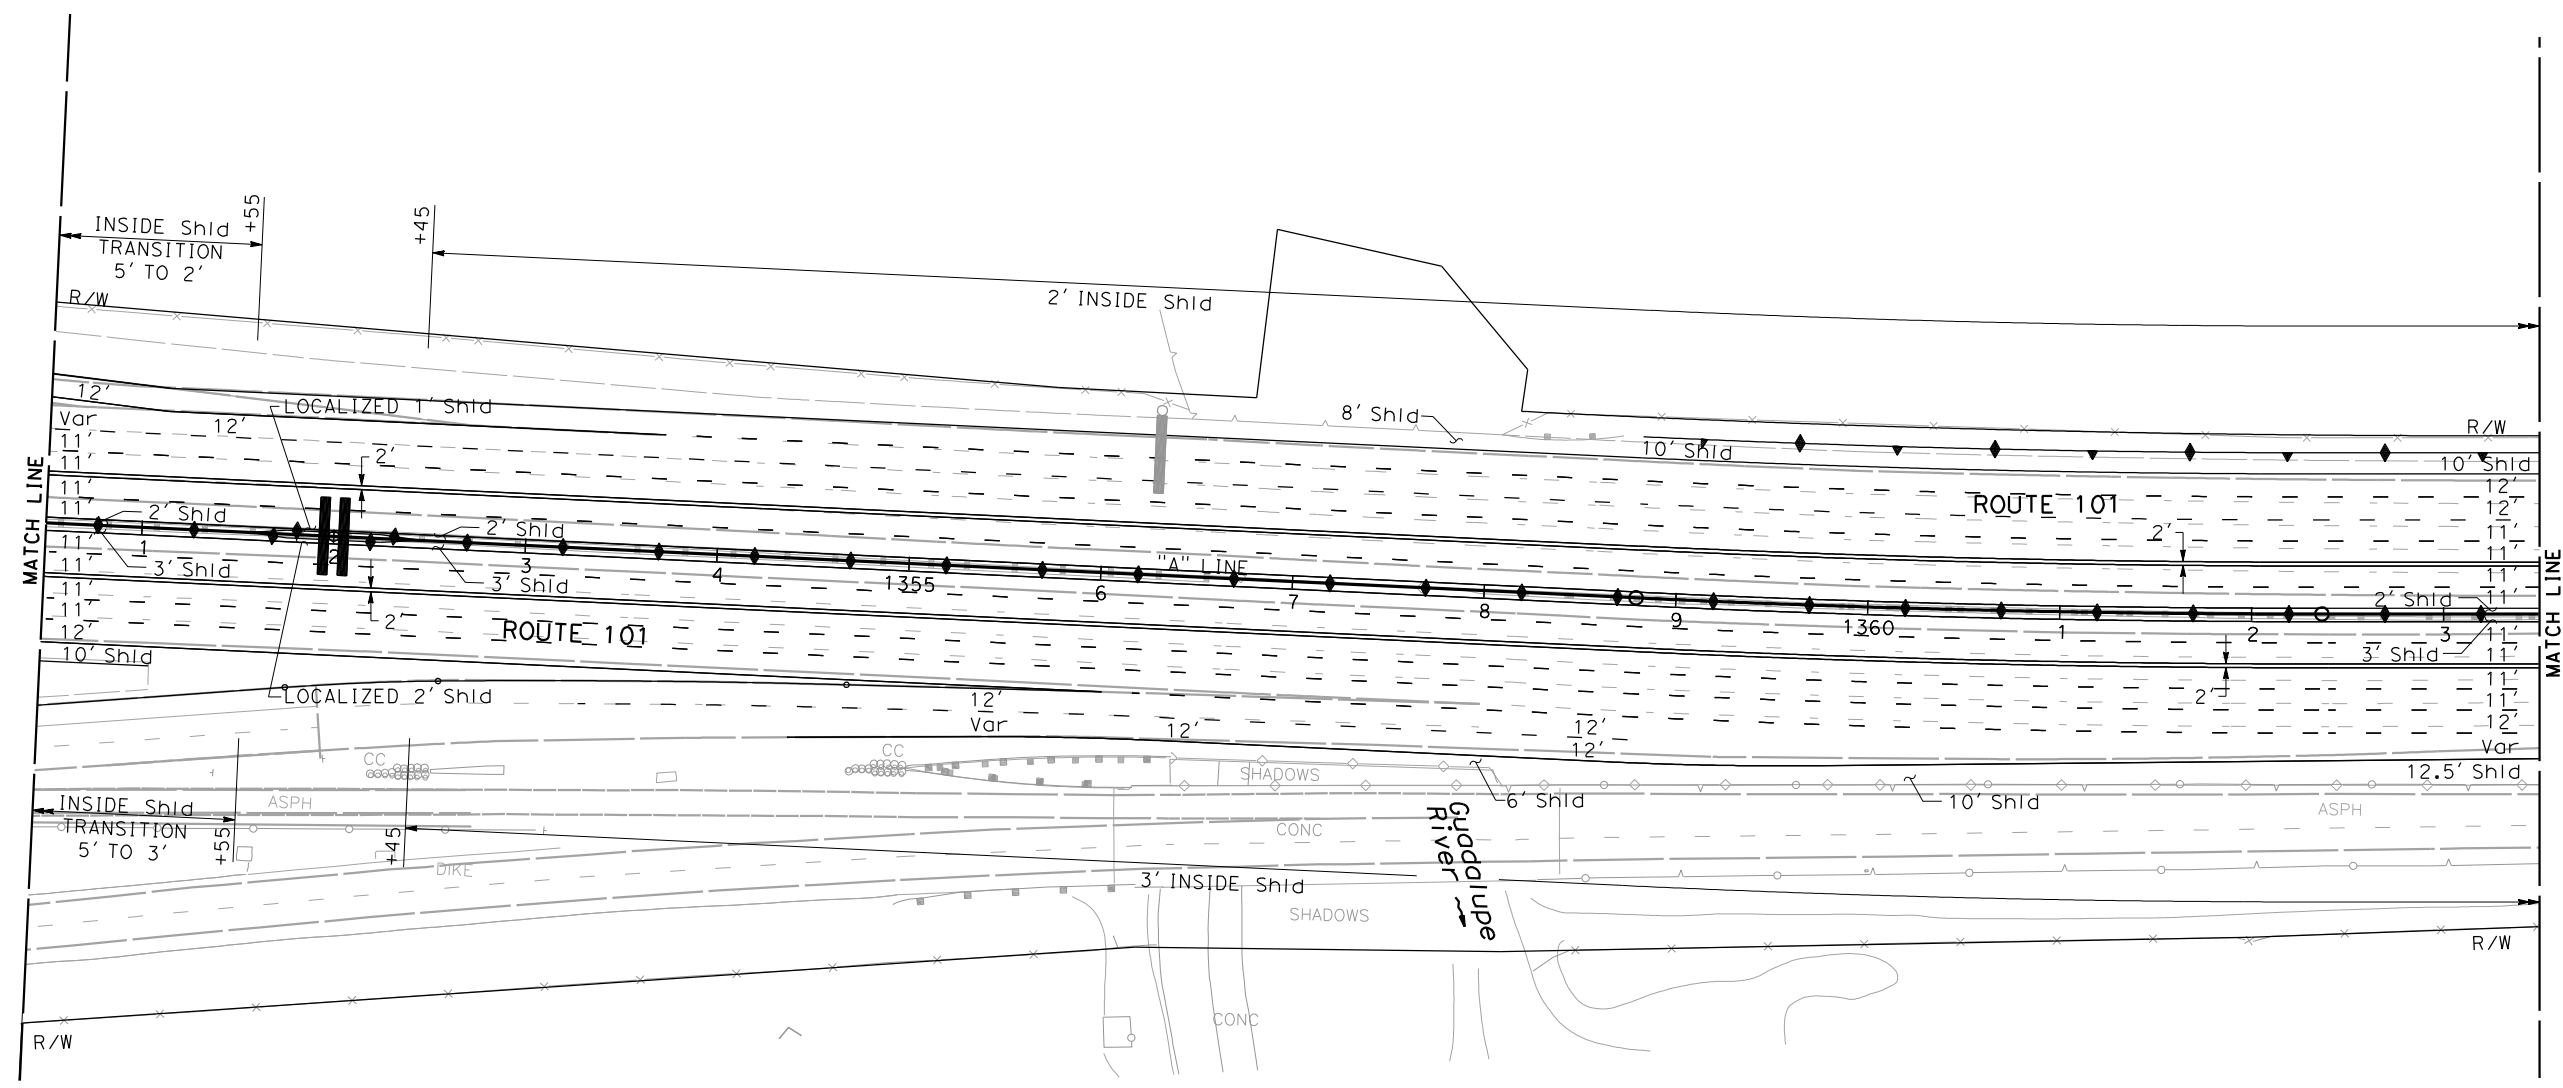 +55
+45
INSIDE Shld
TRANSITION
5' TO 2'
R/W
2' INSIDE Shld
12'
Var
11'
11'
11'
11'
12'
LOCALIZED 1' Shld
2'
8' Shld
10' Shld
R/W
10' Shld
12'
12'
11'
11'
11'
11'
ROUTE 101
2'
MATCH LINE
2' Shld
2' Shld
3' Shld
3' Shld
1
2
3
4
1355
6
7
8
9
1360
1
2
3
"A" LINE
2' Shld
3' Shld
MATCH LINE
11'
11'
11'
11'
12'
10' Shld
2'
ROUTE 101
LOCALIZED 2' Shld
12'
Var
12'
12'
12'
2'
11'
11'
11'
11'
12'
Var
12.5' Shld
CC
CC
SHADOWS
6' Shld
10' Shld
ASPH
INSIDE Shld
TRANSITION
5' TO 3'
+55
+45
ASPH
DIKE
CONC
Guadalupe
River
3' INSIDE Shld
SHADOWS
R/W
CONC
R/W